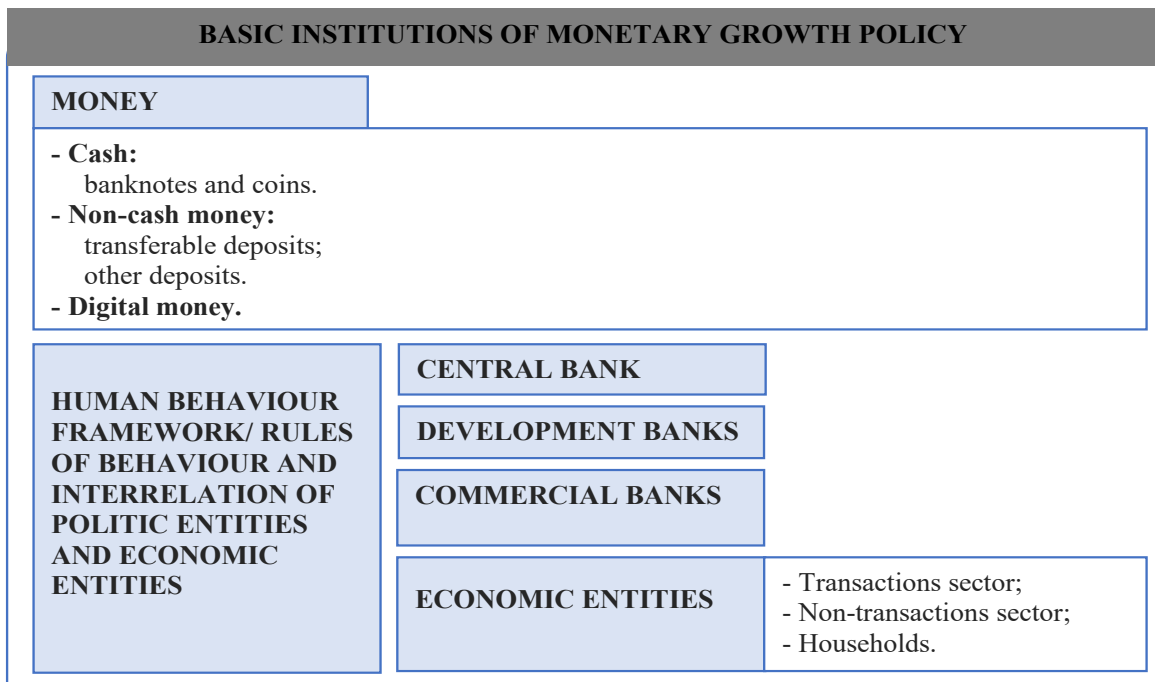 BASIC INSTITUTIONS OF MONETARY GROWTH POLICY
MONEY
- Cash:
banknotes and coins.
- Non-cash money:
transferable deposits;
other deposits.
- Digital money.
HUMAN BEHAVIOUR
FRAMEWORK/ RULES
OF BEHAVIOUR AND
INTERRELATION OF
POLITIC ENTITIES
AND ECONOMIC
ENTITIES
CENTRAL BANK
DEVELOPMENT BANKS
COMMERCIAL BANKS
ECONOMIC ENTITIES
- Transactions sector;
- Non-transactions sector;
- Households.